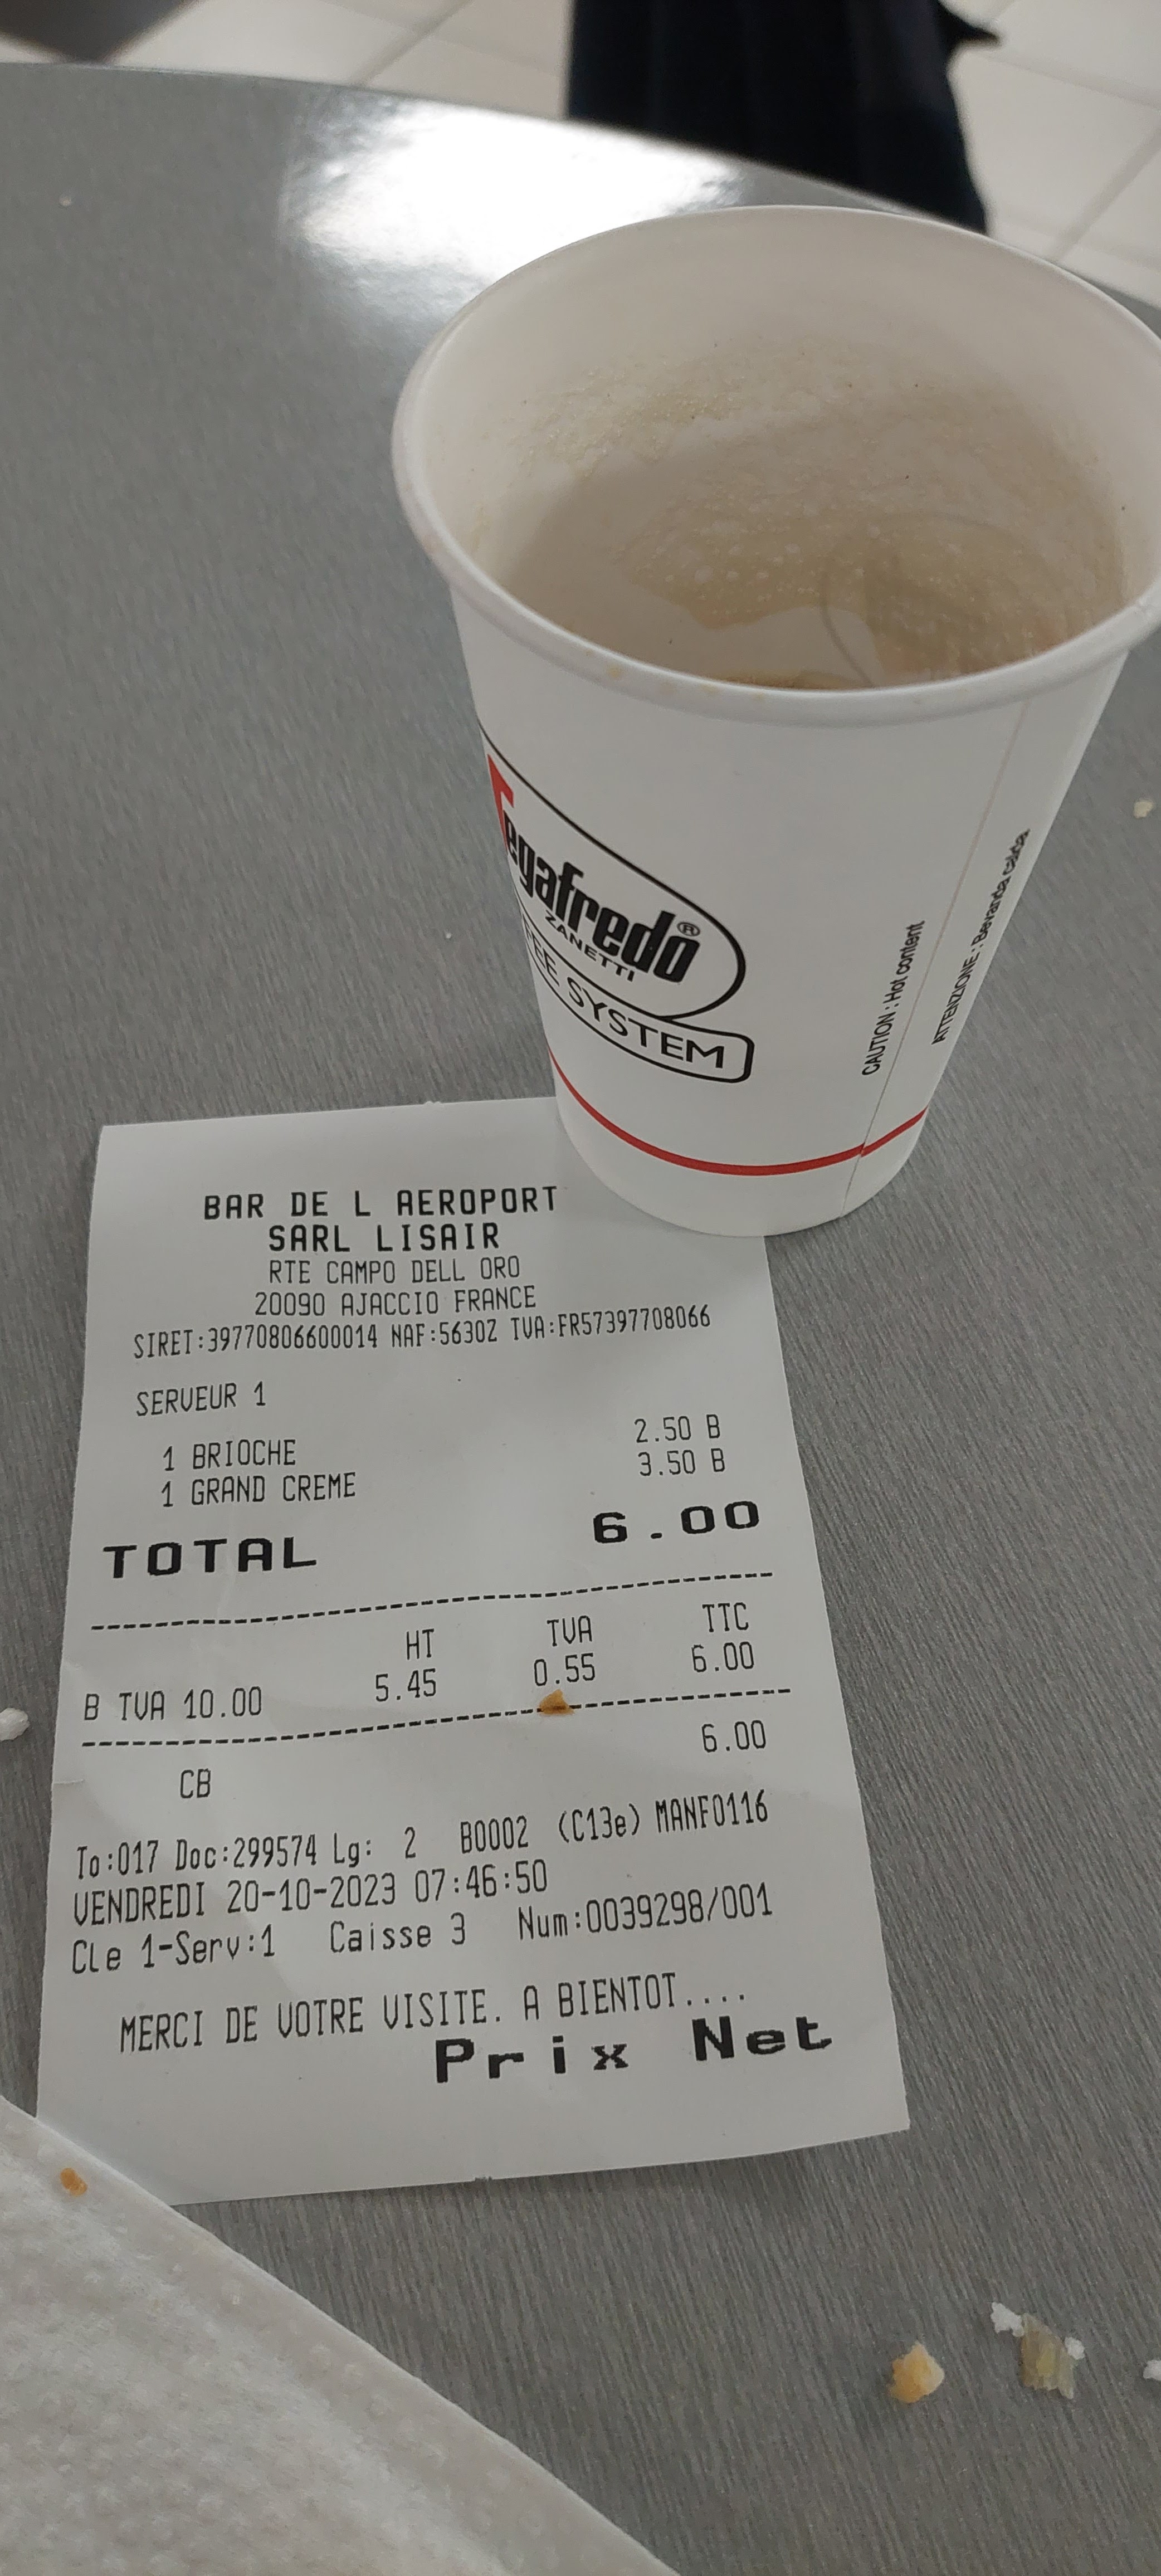 egafredo®
ZANETTI
SYSTEM
CAUTION : Hot content
ATTENZIONE : Bevanda calda
BAR DE L AEROPORT
SARL LISAIR
RTE CAMPO DELL ORO
20090 AJACCIO FRANCE
SIRET:39770806600014 NAF:5630Z TVA:FR57397708066
SERVEUR 1
1 BRIOCHE 2.50 B
1 GRAND CREME 3.50 B
TOTAL 6.00
HT TVA TTC
B TVA 10.00 5.45 0.55 6.00
CB 6.00
To:017 Doc:299574 Lg: 2 B0002 (C13e) MANF0116
VENDREDI 20-10-2023 07:46:50
Cle 1-Serv:1 Caisse 3 Num:0039298/001
MERCI DE VOTRE VISITE. A BIENTOT....
Prix Net